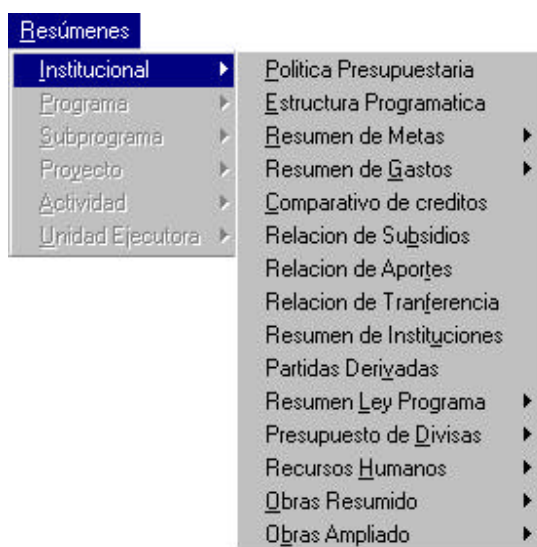 Resúmenes
Institucional
Programa
Subprograma
Proyecto
Actividad
Unidad Ejecutora
Politica Presupuestaria
Estructura Programatica
Resumen de Metas
Resumen de Gastos
Comparativo de creditos
Relacion de Subsidios
Relacion de Aportes
Relacion de Tranferencia
Resumen de Instituciones
Partidas Derivadas
Resumen Ley Programa
Presupuesto de Divisas
Recursos Humanos
Obras Resumido
Obras Ampliado